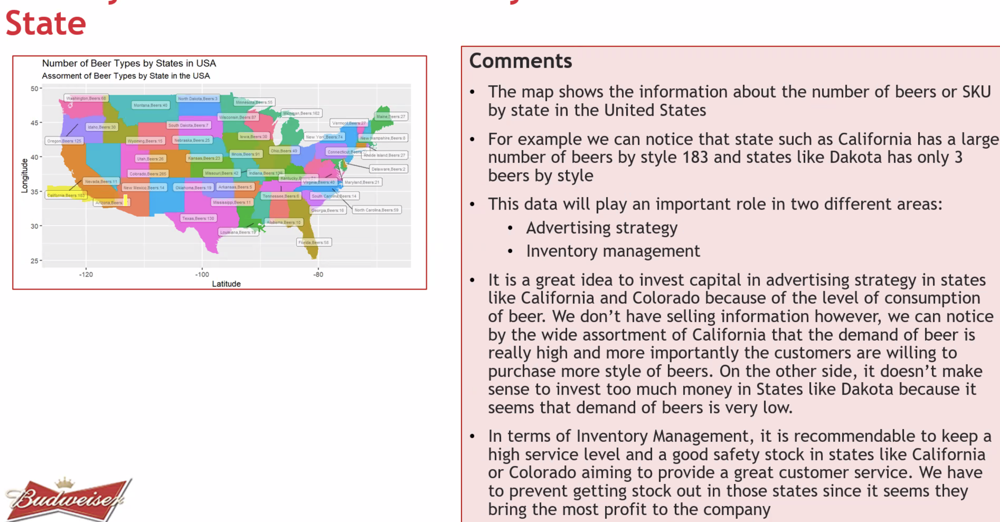 State
Number of Beer Types by States in USA
Assorment of Beer Types by State in the USA
50
45
40
35
30
25
Longitude
-120
-100
-80
Latitude
Washington,Beers:68
North Dakota,Beers:3
Minnesota,Beers:55
Montana,Beers:40
Michigan,Beers:162
Wisconsin,Beers:87
Maine,Beers:27
Vermont,Beers:27
Idaho,Beers:30
South Dakota,Beers:7
Iowa,Beers:30
New York,Beers:74
New Hampshire,Beers:8
Oregon,Beers:125
Wyoming,Beers:15
Nebraska,Beers:25
Ohio,Beers:49
Connecticut,Beers:
Illinois,Beers:91
Rhode Island,Beers:27
Utah,Beers:26
Kansas,Beers:23
Delaware,Beers:2
Colorado,Beers:265
Missouri,Beers:42
Indiana,Beers:139
Kentucky,
Nevada,Beers:11
Virginia,Beers:40
Maryland,Beers:21
New Mexico,Beers:14
Oklahoma,Beers:19
Arkansas,Beers:5
California,Beers:183
Tennessee,Beers:6
South Carolina,Beers:14
Arizona,Beers:
Mississippi,Beers:11
Georgia,Beers:16
North Carolina,Beers:59
Texas,Beers:130
Alabama,Beers:10
Louisiana,Beers:19
Florida,Beers:58
Comments
• The map shows the information about the number of beers or SKU
by state in the United States
• For example we can notice that state such as California has a large
number of beers by style 183 and states like Dakota has only 3
beers by style
• This data will play an important role in two different areas:
• Advertising strategy
• Inventory management
• It is a great idea to invest capital in advertising strategy in states
like California and Colorado because of the level of consumption
of beer. We don’t have selling information however, we can notice
by the wide assortment of California that the demand of beer is
really high and more importantly the customers are willing to
purchase more style of beers. On the other side, it doesn’t make
sense to invest too much money in States like Dakota because it
seems that demand of beers is very low.
• In terms of Inventory Management, it is recommendable to keep a
high service level and a good safety stock in states like California
or Colorado aiming to provide a great customer service. We have
to prevent getting stock out in those states since it seems they
bring the most profit to the company
Budweiser